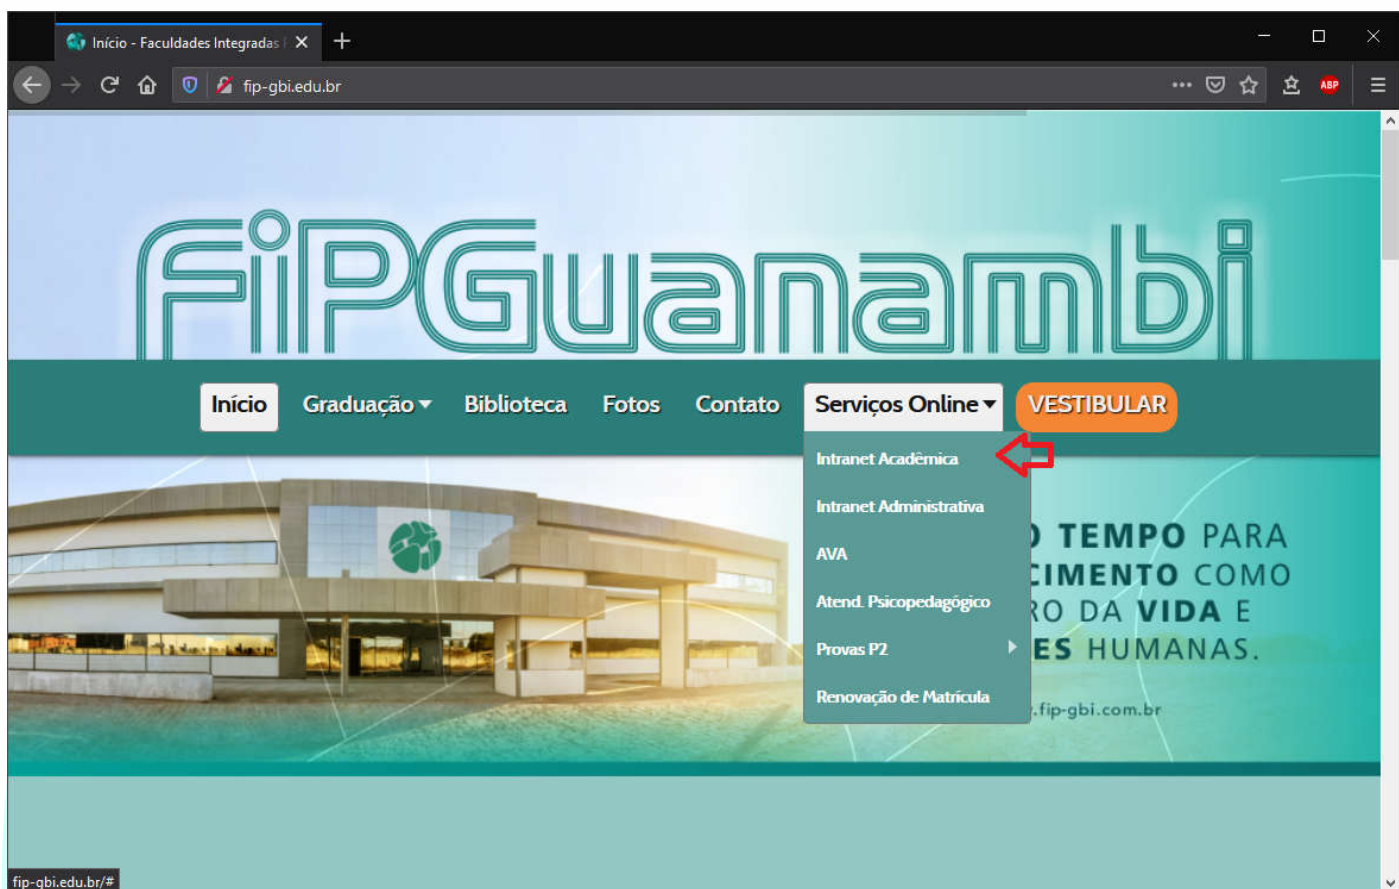 Início - Faculdades Integradas
fip-gbi.edu.br
ABP
FiPGuanambi
Início Graduação Biblioteca Fotos Contato Serviços Online VESTIBULAR
Intranet Acadêmica
Intranet Administrativa
AVA
Atend. Psicopedagógico
Provas P2
Renovação de Matrícula
TEMPO PARA
CIMENTO COMO
RO DA VIDA E
ES HUMANAS.
.fip-gbi.com.br
fip-gbi.edu.br/#